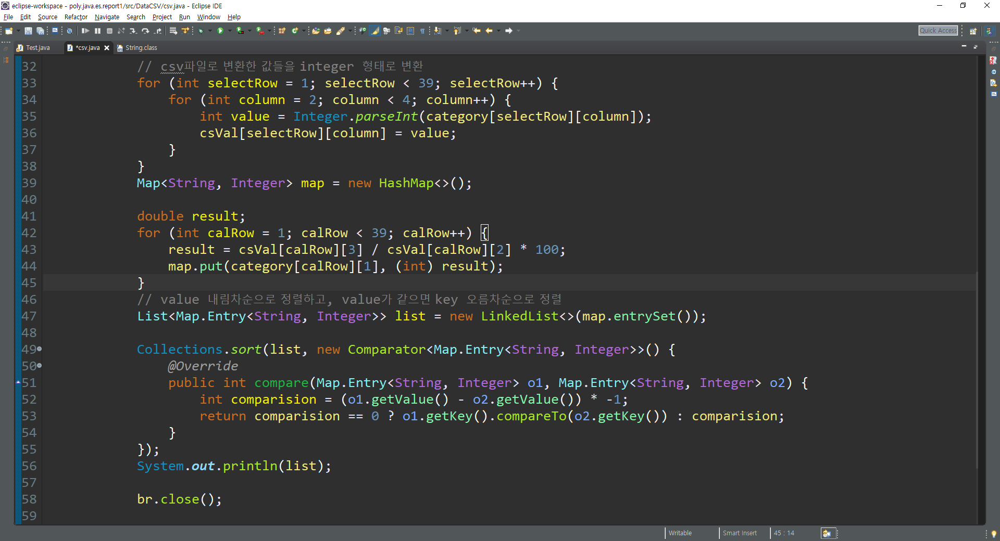 eclipse-workspace - poly.java.es.report1/src/DataCSV/csv.java - Eclipse IDE
File Edit Source Refactor Navigate Search Project Run Window Help
Quick Access
Test.java *csv.java String.class
32 // csv파일로 변환한 값들을 integer 형태로 변환
33 for (int selectRow = 1; selectRow < 39; selectRow++) {
34 for (int column = 2; column < 4; column++) {
35 int value = Integer.parseInt(category[selectRow][column]);
36 csVal[selectRow][column] = value;
37 }
38 }
39 Map<String, Integer> map = new HashMap<>();
40
41 double result;
42 for (int calRow = 1; calRow < 39; calRow++) {
43 result = csVal[calRow][3] / csVal[calRow][2] * 100;
44 map.put(category[calRow][1], (int) result);
45 }
46 // value 내림차순으로 정렬하고, value가 같으면 key 오름차순으로 정렬
47 List<Map.Entry<String, Integer>> list = new LinkedList<>(map.entrySet());
48
49 Collections.sort(list, new Comparator<Map.Entry<String, Integer>>() {
50 @Override
51 public int compare(Map.Entry<String, Integer> o1, Map.Entry<String, Integer> o2) {
52 int comparision = (o1.getValue() - o2.getValue()) * -1;
53 return comparision == 0 ? o1.getKey().compareTo(o2.getKey()) : comparision;
54 }
55 });
56 System.out.println(list);
57
58 br.close();
59
Writable Smart Insert 45 : 14